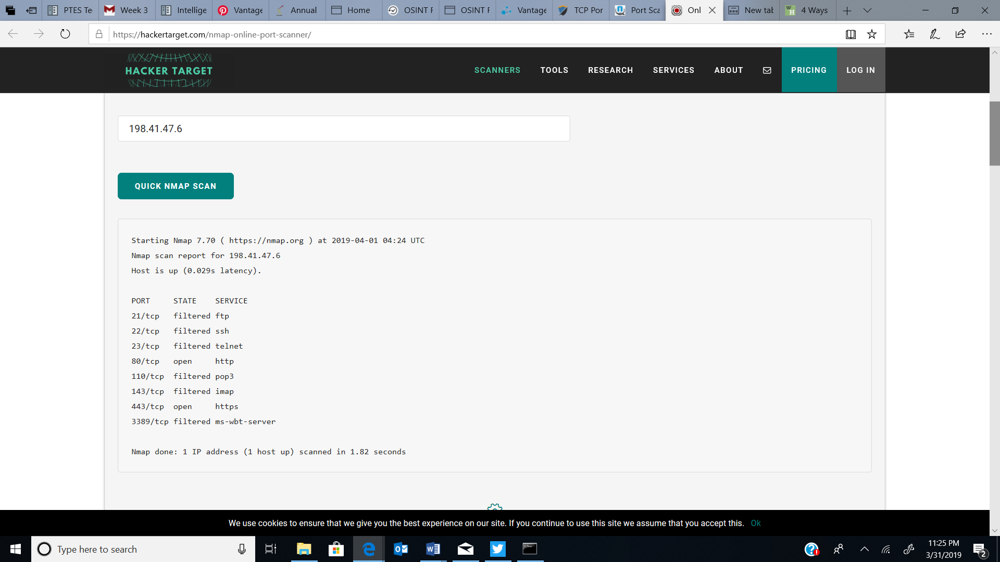 PTES Te
Week 3
Intellige
Vantage
Annual
Home
OSINT F
OSINT F
Vantage
TCP Por
Port Sca
Onl
New tab
4 Ways
https://hackertarget.com/nmap-online-port-scanner/
HACKER TARGET
SCANNERS
TOOLS
RESEARCH
SERVICES
ABOUT
PRICING
LOG IN
198.41.47.6
QUICK NMAP SCAN
Starting Nmap 7.70 ( https://nmap.org ) at 2019-04-01 04:24 UTC
Nmap scan report for 198.41.47.6
Host is up (0.029s latency).
PORT STATE SERVICE
21/tcp filtered ftp
22/tcp filtered ssh
23/tcp filtered telnet
80/tcp open http
110/tcp filtered pop3
143/tcp filtered imap
443/tcp open https
3389/tcp filtered ms-wbt-server
Nmap done: 1 IP address (1 host up) scanned in 1.82 seconds
We use cookies to ensure that we give you the best experience on our site. If you continue to use this site we assume that you accept this. Ok
Type here to search
11:25 PM
3/31/2019
2